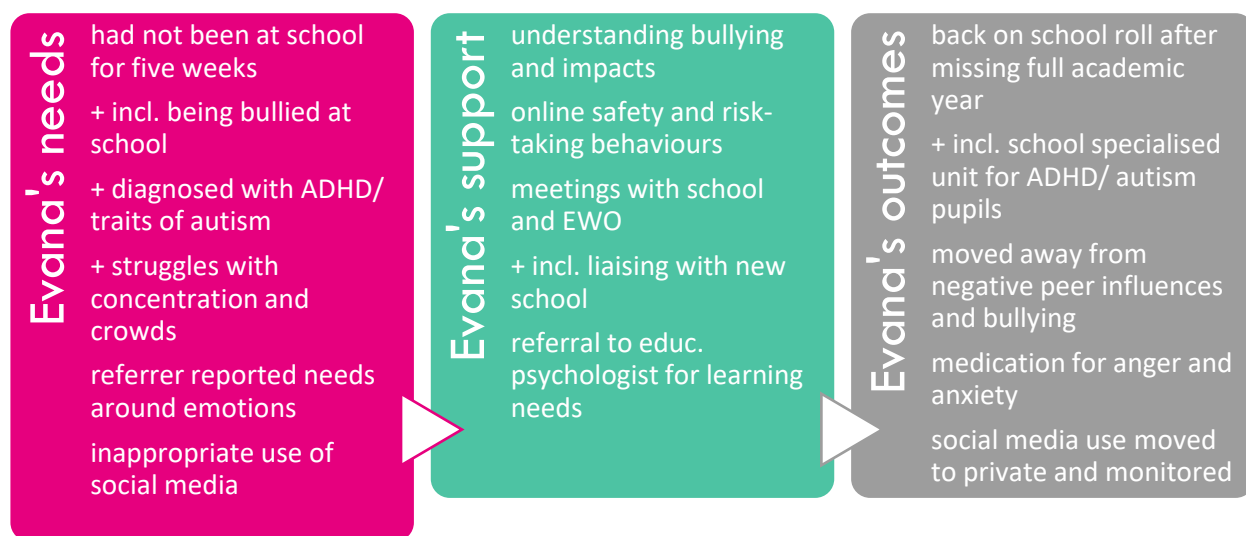 Evana's needs
had not been at school
for five weeks
+ incl. being bullied at
school
+ diagnosed with ADHD/
traits of autism
+ struggles with
concentration and
crowds
referrer reported needs
around emotions
inappropriate use of
social media
Evana's support
understanding bullying
and impacts
online safety and risk-
taking behaviours
meetings with school
and EWO
+ incl. liaising with new
school
referral to educ.
psychologist for learning
needs
Evana's outcomes
back on school roll after
missing full academic
year
+ incl. school specialised
unit for ADHD/ autism
pupils
moved away from
negative peer influences
and bullying
medication for anger and
anxiety
social media use moved
to private and monitored